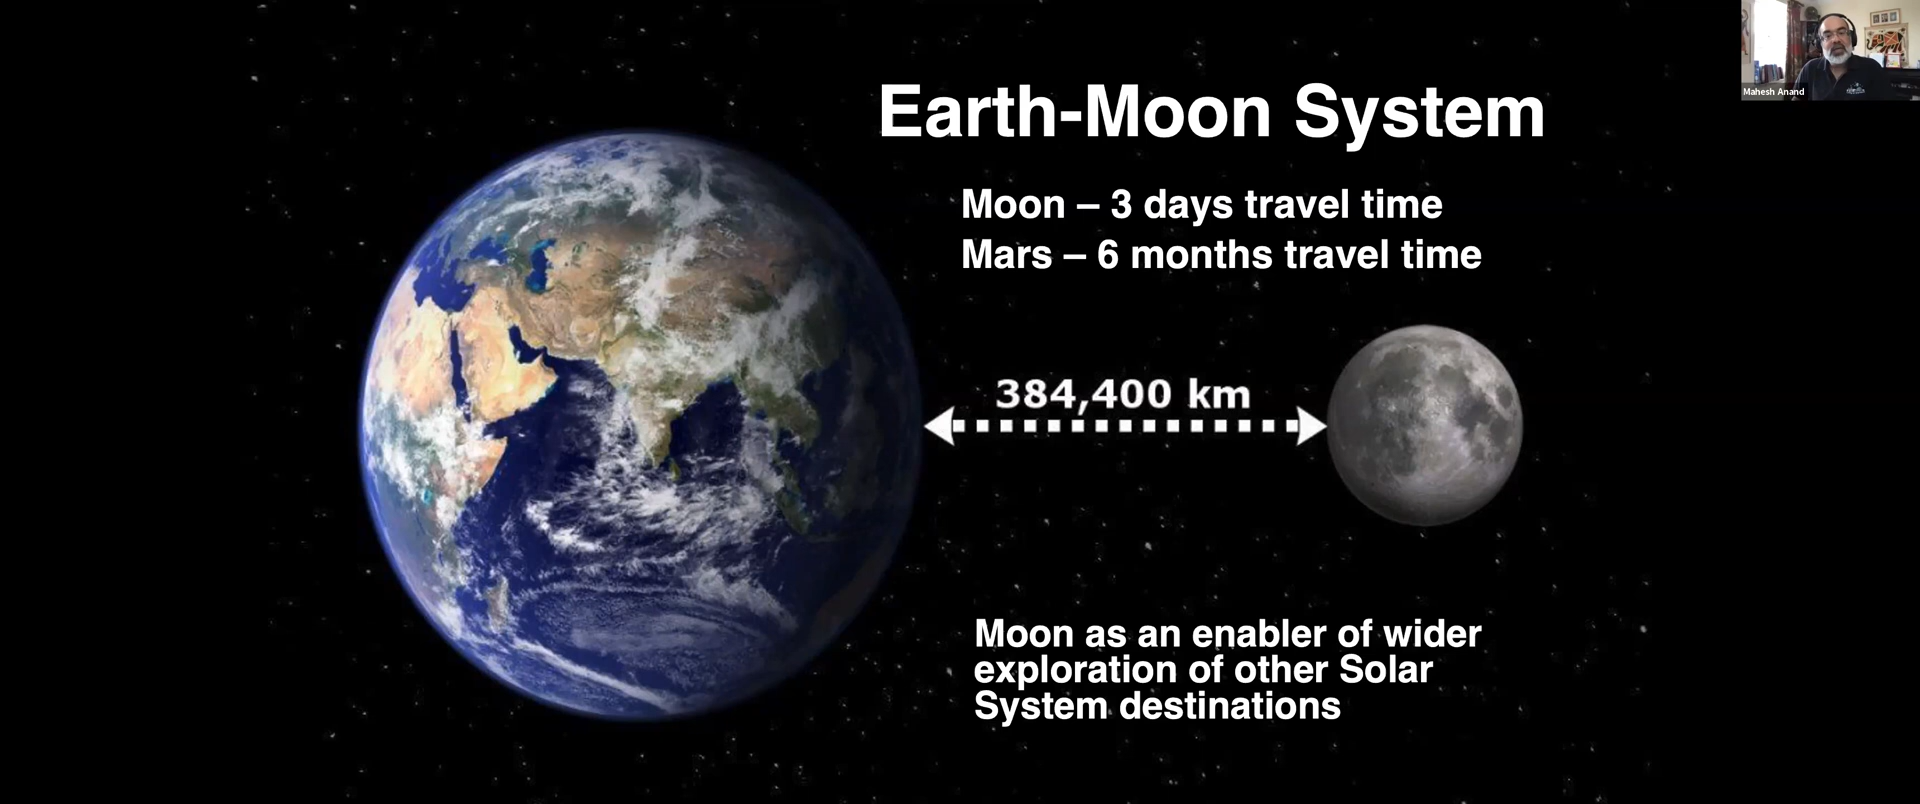 Earth-Moon System
Moon – 3 days travel time
Mars – 6 months travel time
384,400 km
Moon as an enabler of wider
exploration of other Solar
System destinations
Mahesh Anand